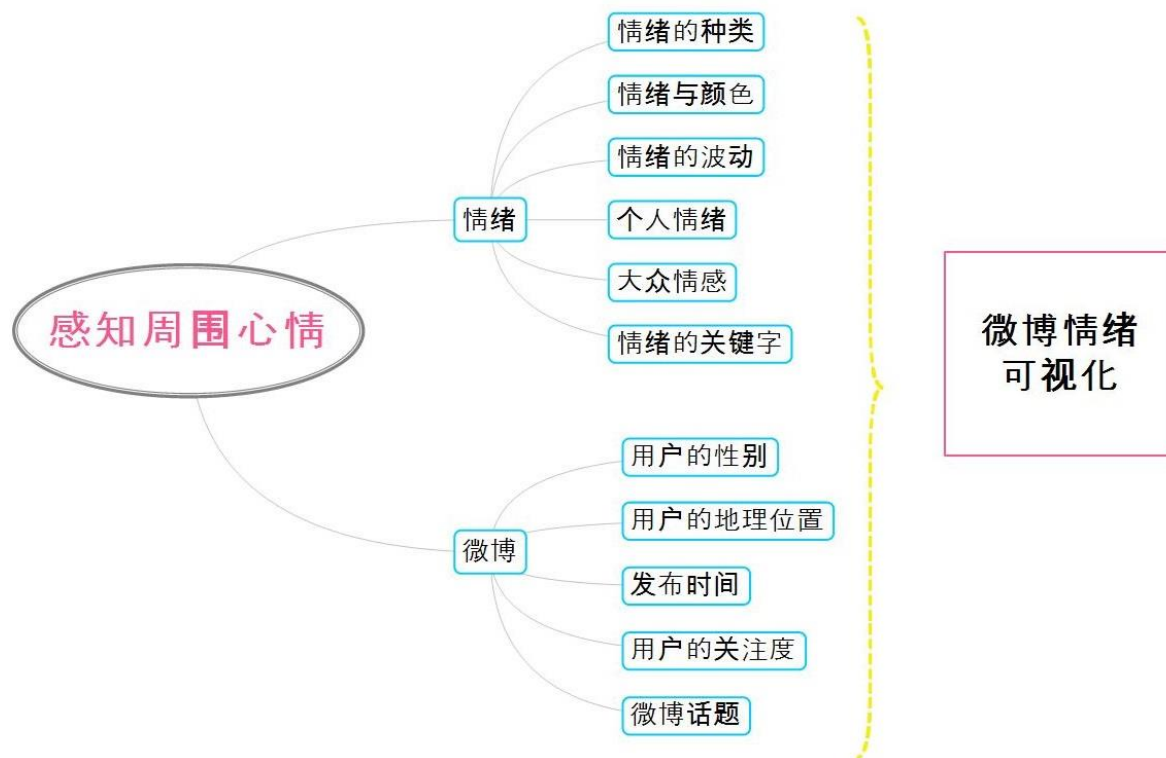 感知周围心情
情绪
情绪的种类
情绪与颜色
情绪的波动
个人情绪
大众情感
情绪的关键字
微博
用户的性别
用户的地理位置
发布时间
用户的关注度
微博话题
微博情绪
可视化